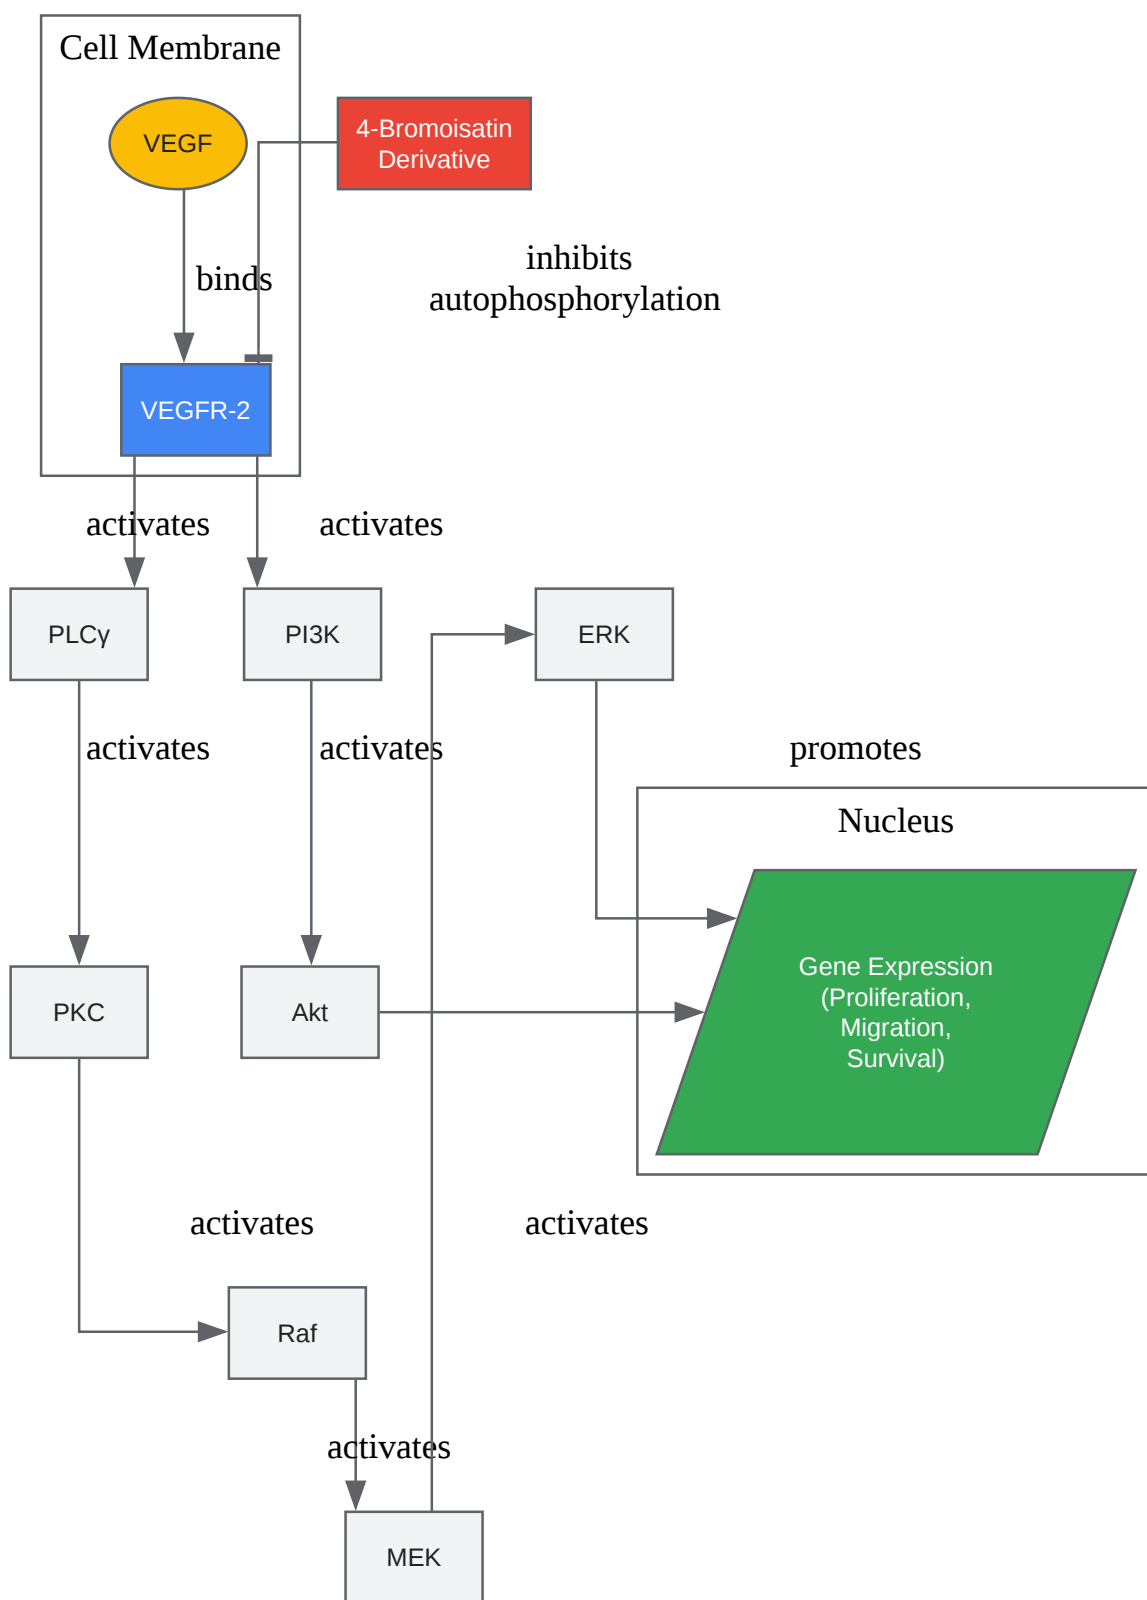 Cell Membrane
VEGF
4-Bromoisatin
Derivative
binds
inhibits
autophosphorylation
VEGFR-2
activates
activates
PLCγ
PI3K
ERK
activates
activates
promotes
Nucleus
Gene Expression
(Proliferation,
Migration,
Survival)
PKC
Akt
activates
activates
Raf
activates
MEK